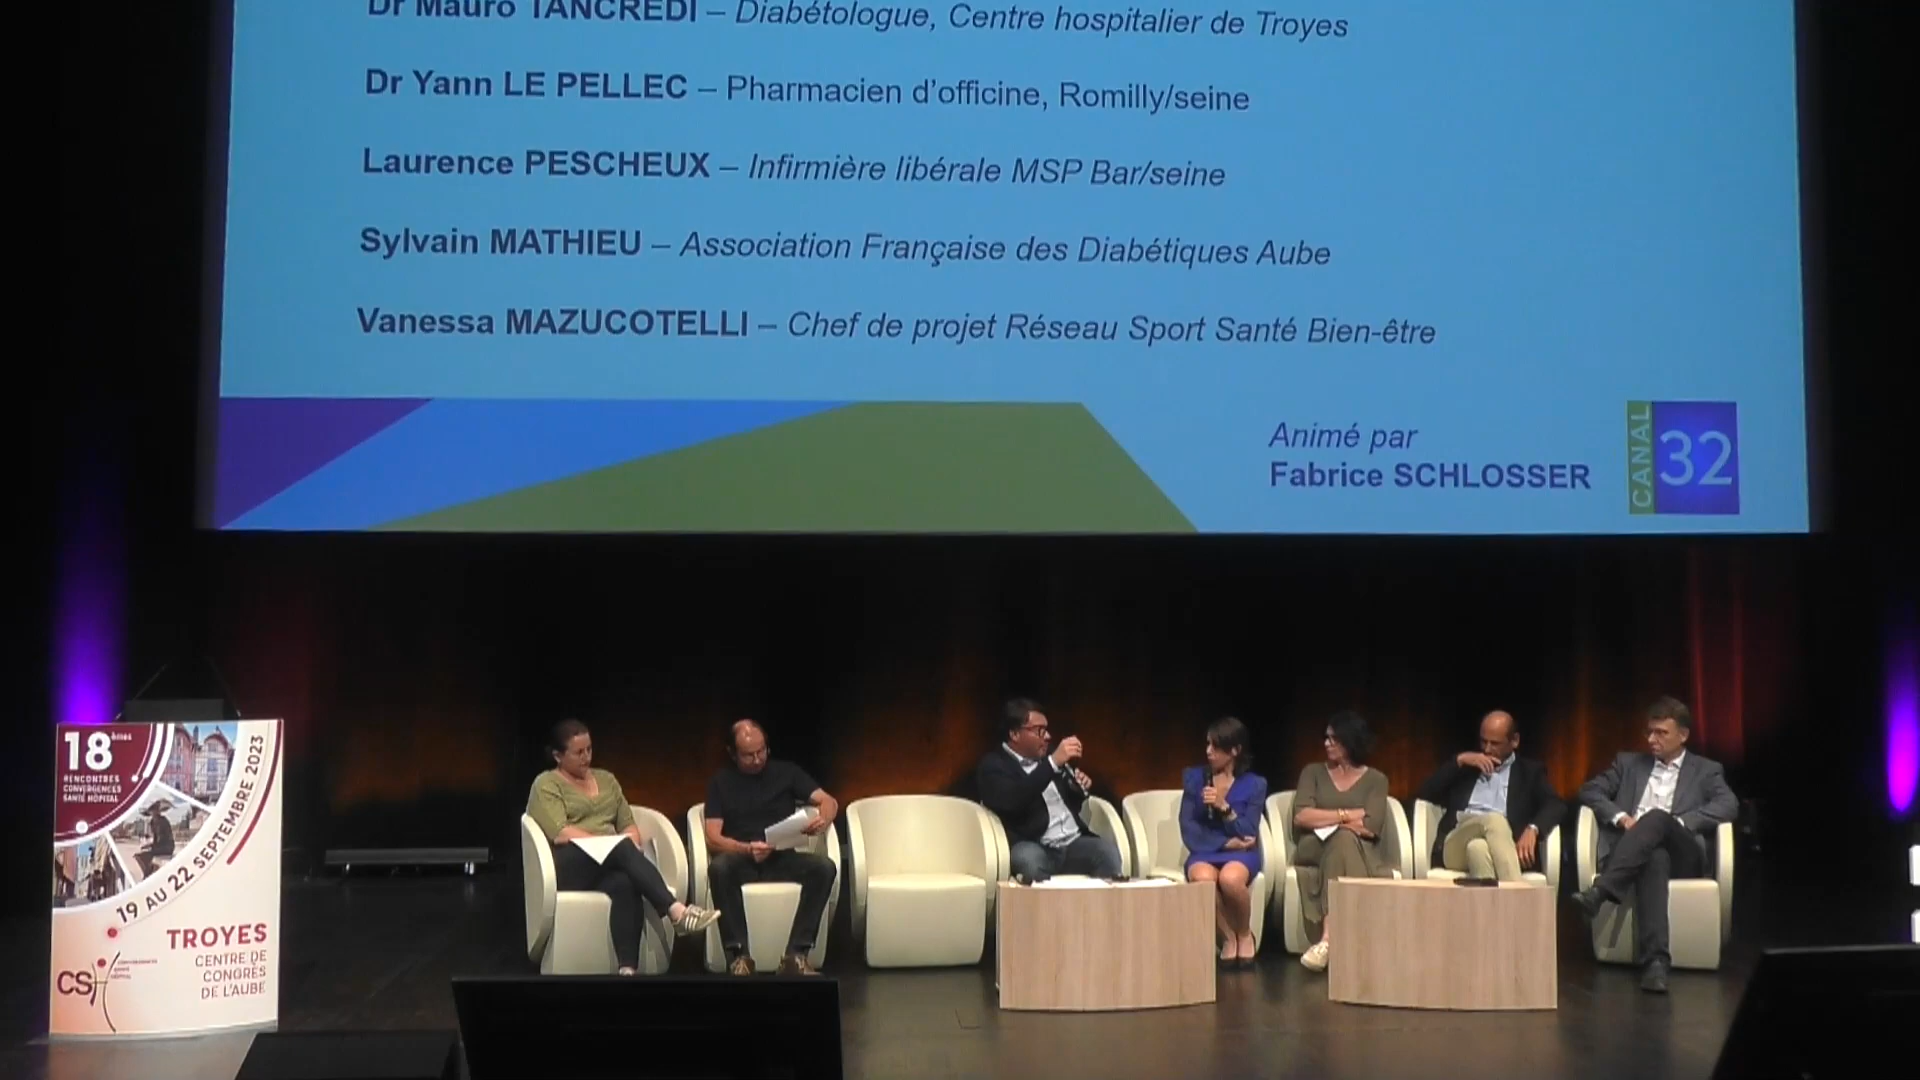 Dr Mauro TANCREDI – Diabétologue, Centre hospitalier de Troyes
Dr Yann LE PELLEC – Pharmacien d'officine, Romilly/seine
Laurence PESCHEUX – Infirmière libérale MSP Bar/seine
Sylvain MATHIEU – Association Française des Diabétiques Aube
Vanessa MAZUCOTELLI – Chef de projet Réseau Sport Santé Bien-être
Animé par
Fabrice SCHLOSSER
CANAL
32
18èmes
RENCONTRES
CONVERGENCES
SANTÉ HÔPITAL
19 AU 22 SEPTEMBRE 2023
TROYES
CENTRE DE
CONGRÈS
DE L'AUBE
CSH